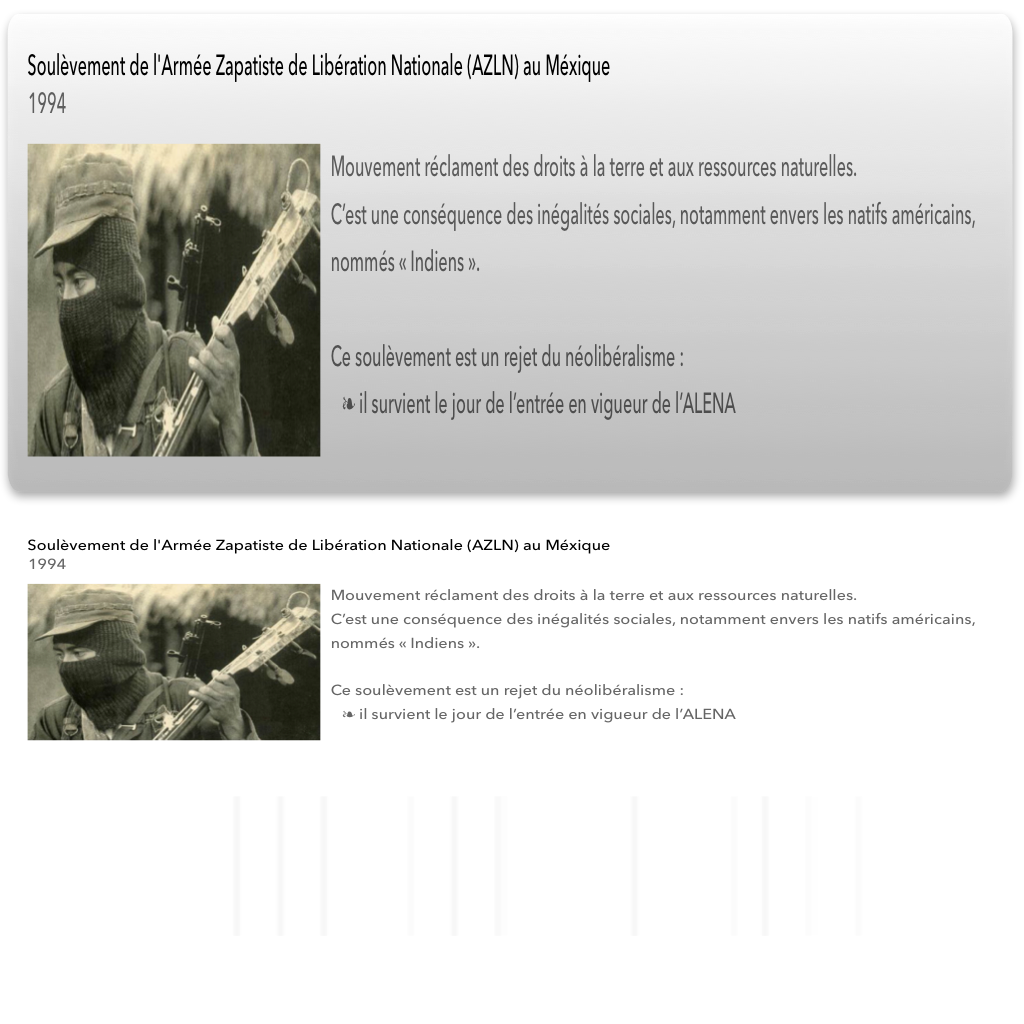 Soulèvement de l'Armée Zapatiste de Libération Nationale (AZLN) au Méxique
1994
Mouvement réclament des droits à la terre et aux ressources naturelles.
C’est une conséquence des inégalités sociales, notamment envers les natifs américains,
nommés « Indiens ».
Ce soulèvement est un rejet du néolibéralisme :
❧ il survient le jour de l’entrée en vigueur de l’ALENA
Soulèvement de l'Armée Zapatiste de Libération Nationale (AZLN) au Méxique
1994
Mouvement réclament des droits à la terre et aux ressources naturelles.
C’est une conséquence des inégalités sociales, notamment envers les natifs américains,
nommés « Indiens ».
Ce soulèvement est un rejet du néolibéralisme :
❧ il survient le jour de l’entrée en vigueur de l’ALENA